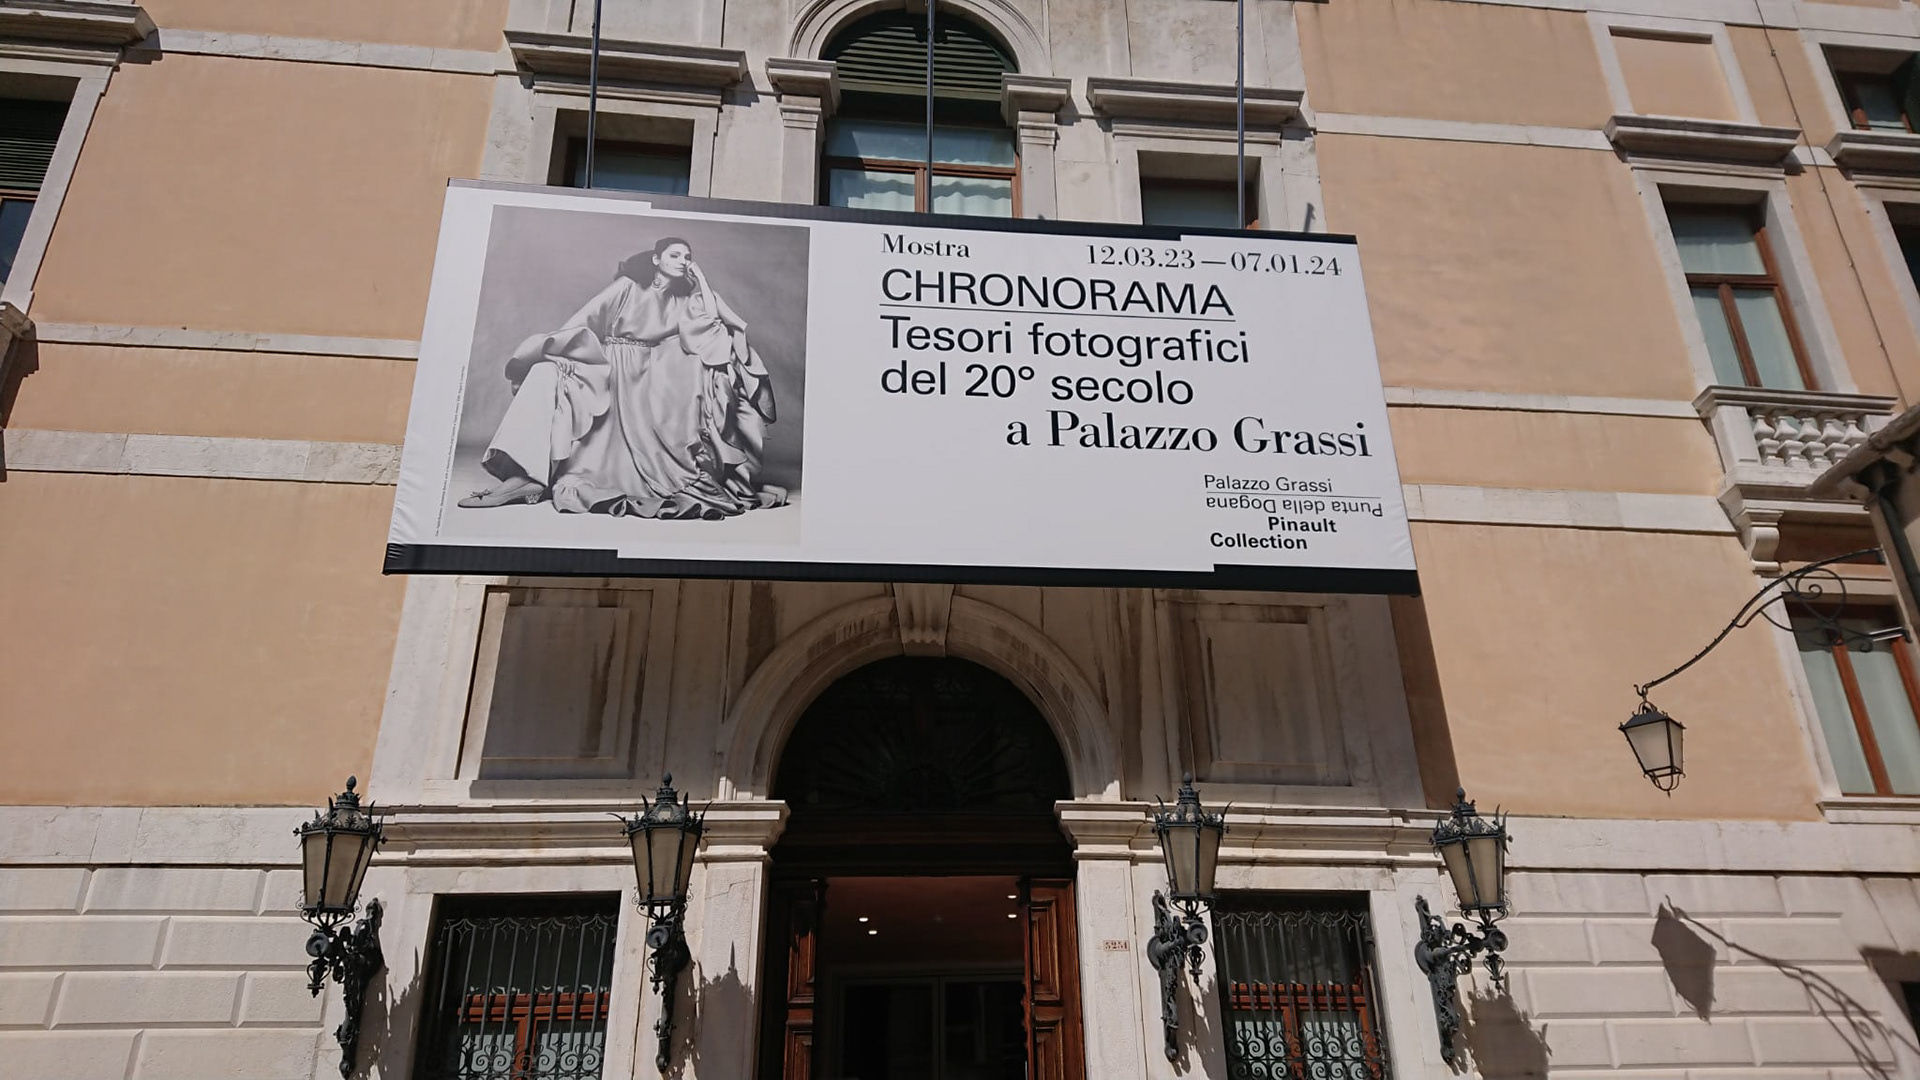 Mostra
12.03.23—07.01.24
CHRONORAMA
Tesori fotografici
del 20° secolo
a Palazzo Grassi
Palazzo Grassi
Punta della Dogana
Pinault
Collection